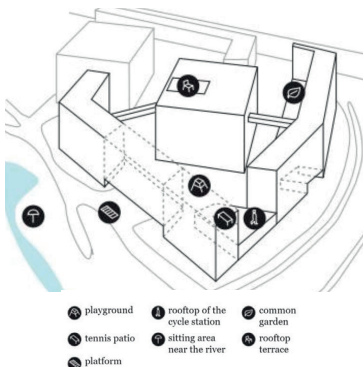 playground
rooftop of the
cycle station
common
garden
tennis patio
sitting area
near the river
rooftop
terrace
platform